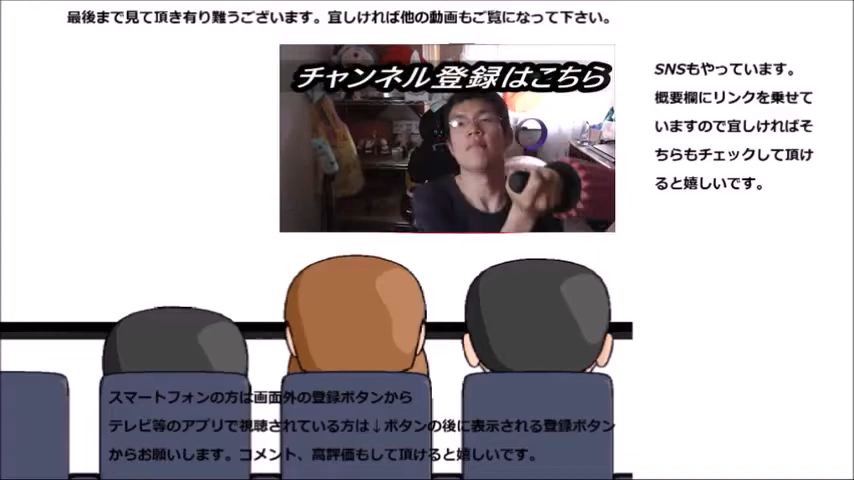 最後まで見て頂き有り難うございます。宜しければ他の動画もご覧になって下さい。
チャンネル登録はこちら
SNSもやっています。
概要欄にリンクを乗せて
いますので宜しければそ
ちらもチェックして頂け
ると嬉しいです。
スマートフォンの方は画面外の登録ボタンから
テレビ等のアプリで視聴されている方は↓ボタンの後に表示される登録ボタン
からお願いします。コメント、高評価もして頂けると嬉しいです。